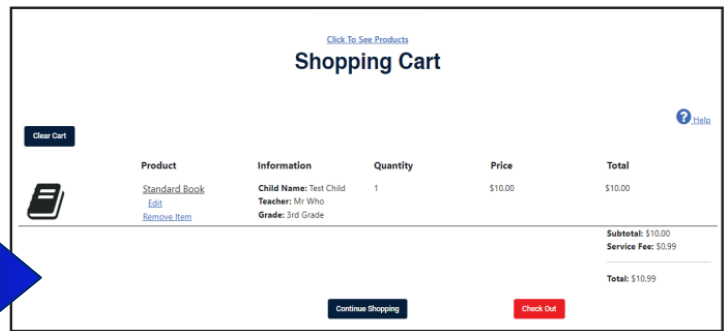 Click To See Products
Shopping Cart
Help
Clear Cart
Product Information Quantity Price Total
Standard Book Child Name: Test Child 1 $10.00 $10.00
Edit Teacher: Mr Who
Remove Item Grade: 3rd Grade
Subtotal: $10.00
Service Fee: $0.99
Total: $10.99
Continue Shopping Check Out